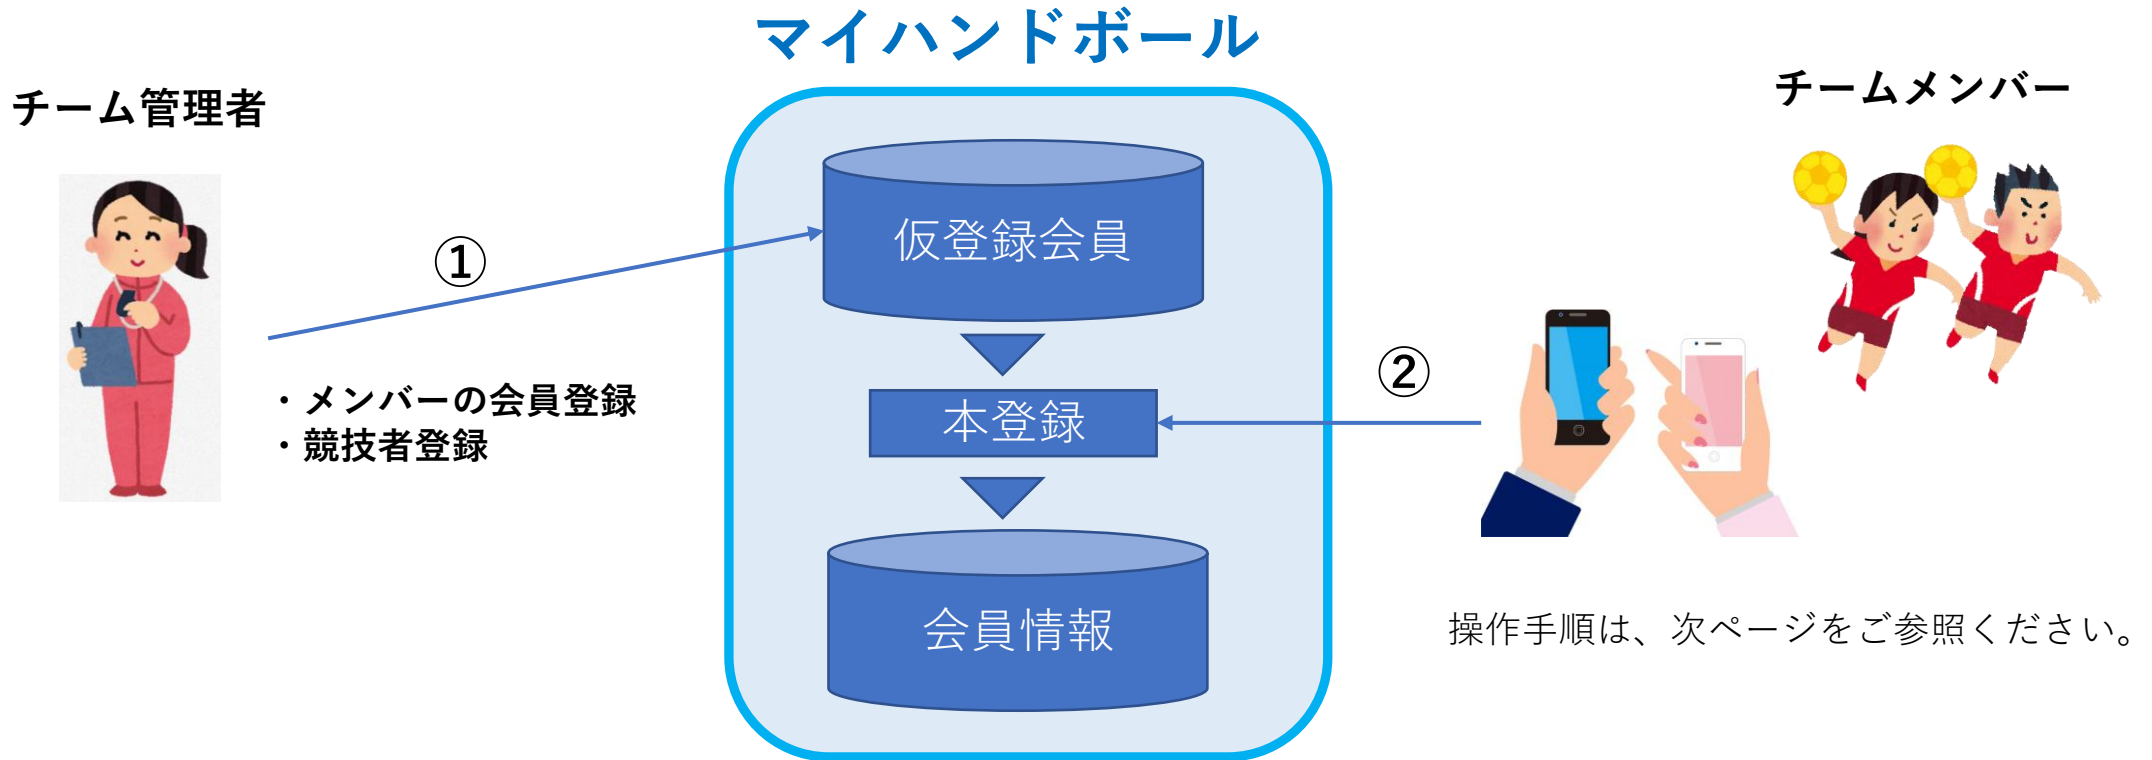 マイハンドボール
チーム管理者
チームメンバー
①
仮登録会員
②
・メンバーの会員登録
・競技者登録
本登録
会員情報
操作手順は、次ページをご参照ください。